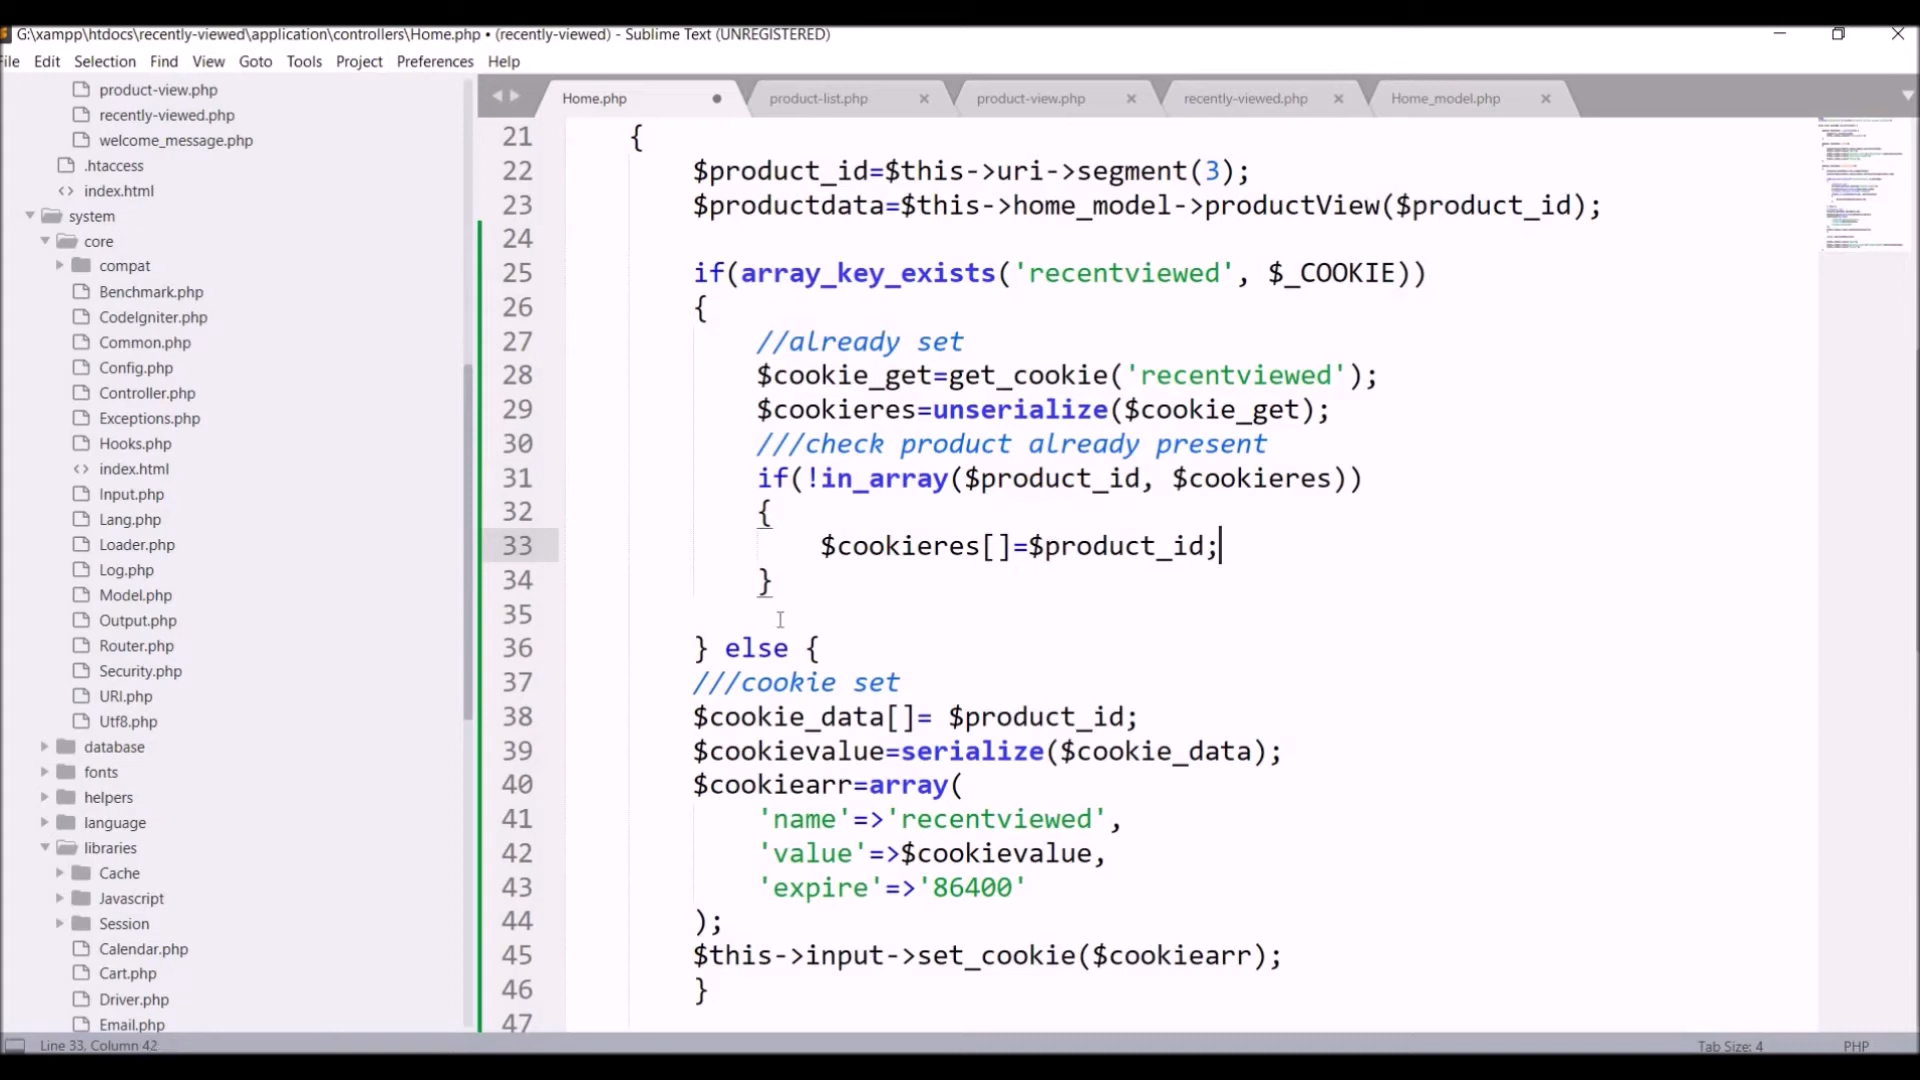 G:\xampp\htdocs\recently-viewed\application\controllers\Home.php • (recently-viewed) - Sublime Text (UNREGISTERED)
ile Edit Selection Find View Goto Tools Project Preferences Help
product-view.php
recently-viewed.php
welcome_message.php
.htaccess
index.html
system
core
compat
Benchmark.php
CodeIgniter.php
Common.php
Config.php
Controller.php
Exceptions.php
Hooks.php
index.html
Input.php
Lang.php
Loader.php
Log.php
Model.php
Output.php
Router.php
Security.php
URI.php
Utf8.php
database
fonts
helpers
language
libraries
Cache
Javascript
Session
Calendar.php
Cart.php
Driver.php
Email.php
Home.php product-list.php product-view.php recently-viewed.php Home_model.php
21 {
22 $product_id=$this->uri->segment(3);
23 $productdata=$this->home_model->productView($product_id);
24
25 if(array_key_exists('recentviewed', $_COOKIE))
26 {
27 //already set
28 $cookie_get=get_cookie('recentviewed');
29 $cookieres=unserialize($cookie_get);
30 ///check product already present
31 if(!in_array($product_id, $cookieres))
32 {
33 $cookieres[]=$product_id;
34 }
35
36 } else {
37 ///cookie set
38 $cookie_data[]= $product_id;
39 $cookievalue=serialize($cookie_data);
40 $cookiearr=array(
41 'name'=>'recentviewed',
42 'value'=>$cookievalue,
43 'expire'=>'86400'
44 );
45 $this->input->set_cookie($cookiearr);
46 }
47
Line 33, Column 42 Tab Size: 4 PHP